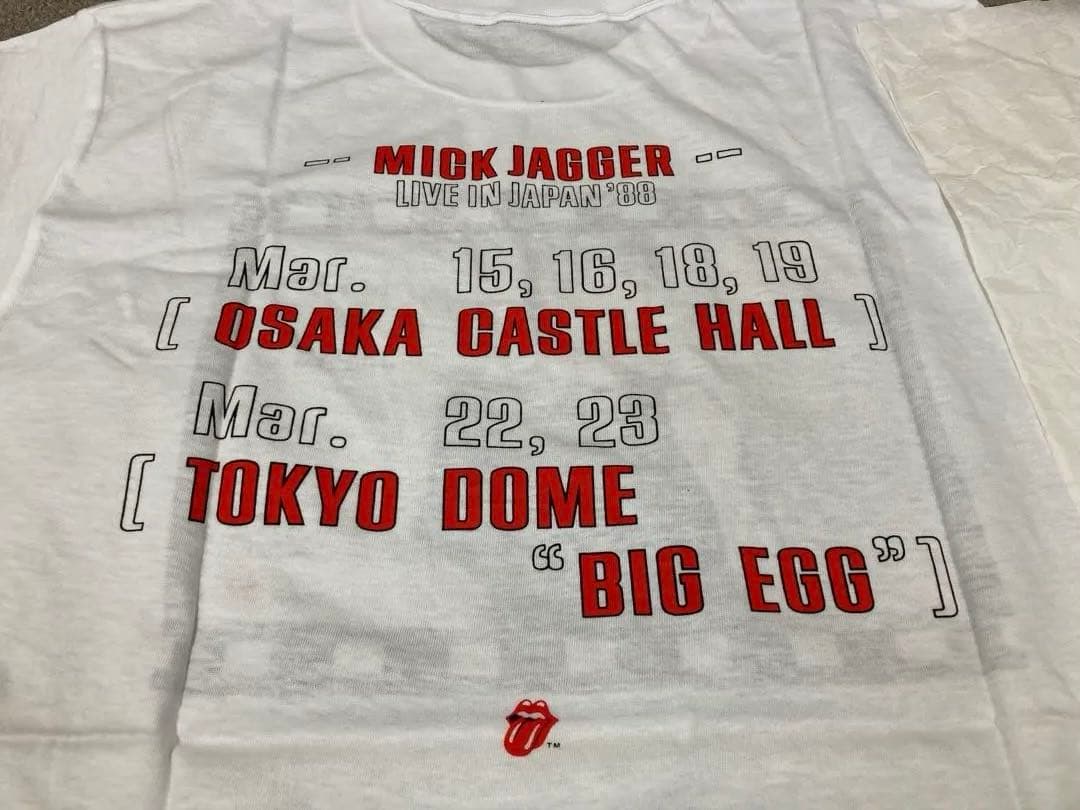 -- MICK JAGGER --
LIVE IN JAPAN '88
Mar. 15, 16, 18, 19
[ OSAKA CASTLE HALL ]
Mar. 22, 23
[ TOKYO DOME
“BIG EGG” ]
TM